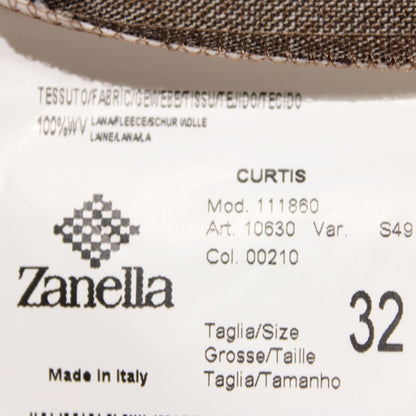 TESSUTO/FABRIC/GEWEBE/TISSU/TEJIDO/TECIDO
100%WV LANA/FLEECE/SCHUR WOLLE
LAINE/LANA/LA
CURTIS
Mod. 111860
Art. 10630 Var. S49
Col. 00210
Zanella
Taglia/Size
Grosse/Taille
Taglia/Tamanho
32
Made in Italy